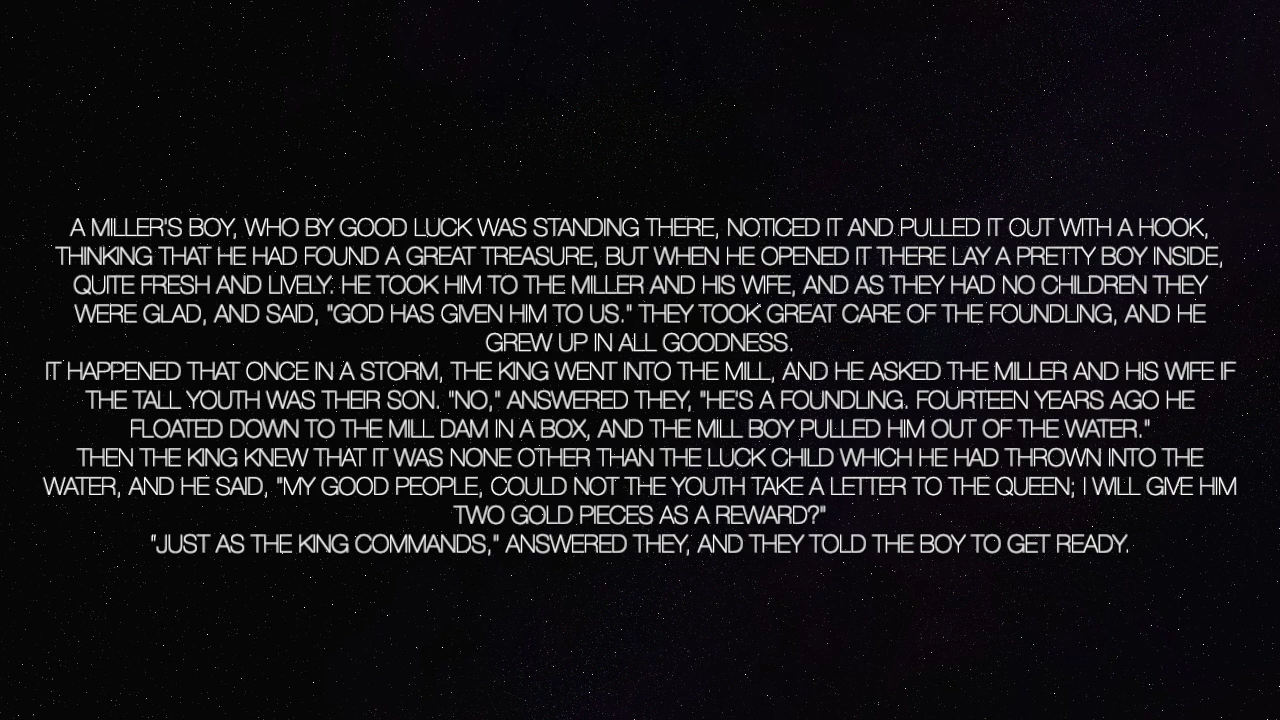 A MILLER'S BOY, WHO BY GOOD LUCK WAS STANDING THERE, NOTICED IT AND PULLED IT OUT WITH A HOOK,
THINKING THAT HE HAD FOUND A GREAT TREASURE, BUT WHEN HE OPENED IT THERE LAY A PRETTY BOY INSIDE,
QUITE FRESH AND LIVELY. HE TOOK HIM TO THE MILLER AND HIS WIFE, AND AS THEY HAD NO CHILDREN THEY
WERE GLAD, AND SAID, "GOD HAS GIVEN HIM TO US." THEY TOOK GREAT CARE OF THE FOUNDLING, AND HE
GREW UP IN ALL GOODNESS.
IT HAPPENED THAT ONCE IN A STORM, THE KING WENT INTO THE MILL, AND HE ASKED THE MILLER AND HIS WIFE IF
THE TALL YOUTH WAS THEIR SON. "NO," ANSWERED THEY, "HE'S A FOUNDLING. FOURTEEN YEARS AGO HE
FLOATED DOWN TO THE MILL DAM IN A BOX, AND THE MILL BOY PULLED HIM OUT OF THE WATER."
THEN THE KING KNEW THAT IT WAS NONE OTHER THAN THE LUCK CHILD WHICH HE HAD THROWN INTO THE
WATER, AND HE SAID, "MY GOOD PEOPLE, COULD NOT THE YOUTH TAKE A LETTER TO THE QUEEN; I WILL GIVE HIM
TWO GOLD PIECES AS A REWARD?"
"JUST AS THE KING COMMANDS," ANSWERED THEY, AND THEY TOLD THE BOY TO GET READY.